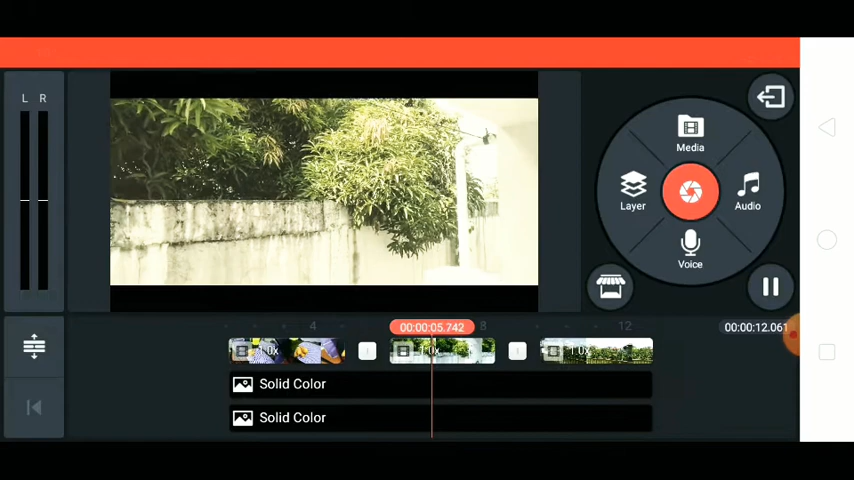 L R
Media
Layer
Audio
Voice
4
00:00:05.742
8
12
00:00:12.061
1.0x
1.0x
1.0x
Solid Color
Solid Color